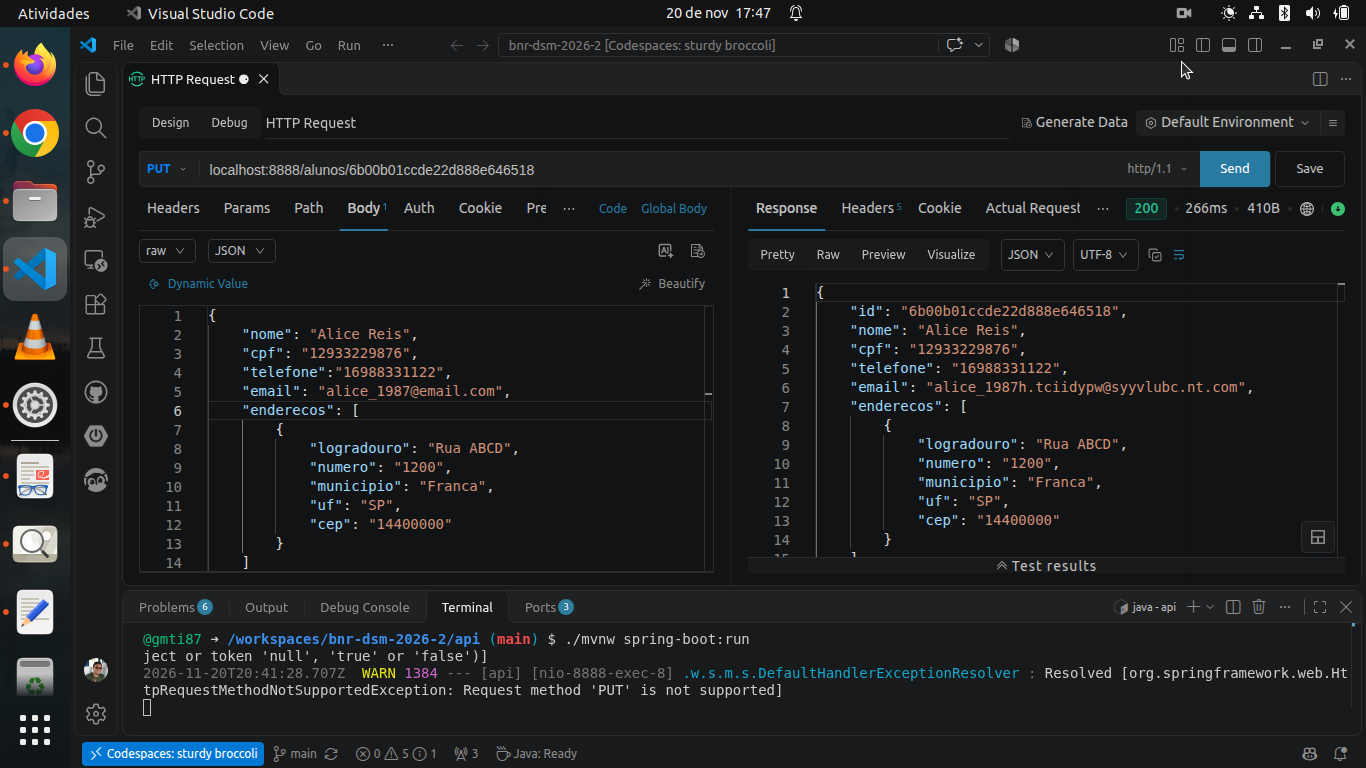 Atividades
Visual Studio Code
20 de nov 17:47
File Edit Selection View Go Run ···
bnr-dsm-2026-2 [Codespaces: sturdy broccoli]
HTTP
HTTP Request
Design Debug HTTP Request
Generate Data Default Environment
PUT localhost:8888/alunos/6b00b01ccde22d888e646518 http/1.1 Send Save
Headers Params Path Body 1 Auth Cookie Pre ··· Code Global Body
Response Headers 5 Cookie Actual Request ··· 200 266ms 410B
raw JSON
Pretty Raw Preview Visualize JSON UTF-8
Dynamic Value Beautify
1 {
2 "nome": "Alice Reis",
3 "cpf": "12933229876",
4 "telefone":"16988331122",
5 "email": "alice_1987@email.com",
6 "enderecos": [
7 {
8 "logradouro": "Rua ABCD",
9 "numero": "1200",
10 "municipio": "Franca",
11 "uf": "SP",
12 "cep": "14400000"
13 }
14 ]
1 {
2 "id": "6b00b01ccde22d888e646518",
3 "nome": "Alice Reis",
4 "cpf": "12933229876",
5 "telefone": "16988331122",
6 "email": "alice_1987h.tciidypw@syyvlubc.nt.com",
7 "enderecos": [
8 {
9 "logradouro": "Rua ABCD",
10 "numero": "1200",
11 "municipio": "Franca",
12 "uf": "SP",
13 "cep": "14400000"
14 }
15 ]
Test results
Problems 6 Output Debug Console Terminal Ports 3
java - api
@gmti87 ➜ /workspaces/bnr-dsm-2026-2/api (main) $ ./mvnw spring-boot:run
ject or token 'null', 'true' or 'false')]
2026-11-20T20:41:28.707Z  WARN 1384 --- [api] [nio-8888-exec-8] .w.s.m.s.DefaultHandlerExceptionResolver : Resolved [org.springframework.web.Ht
tpRequestMethodNotSupportedException: Request method 'PUT' is not supported]
Codespaces: sturdy broccoli main 0 5 1 3 Java: Ready